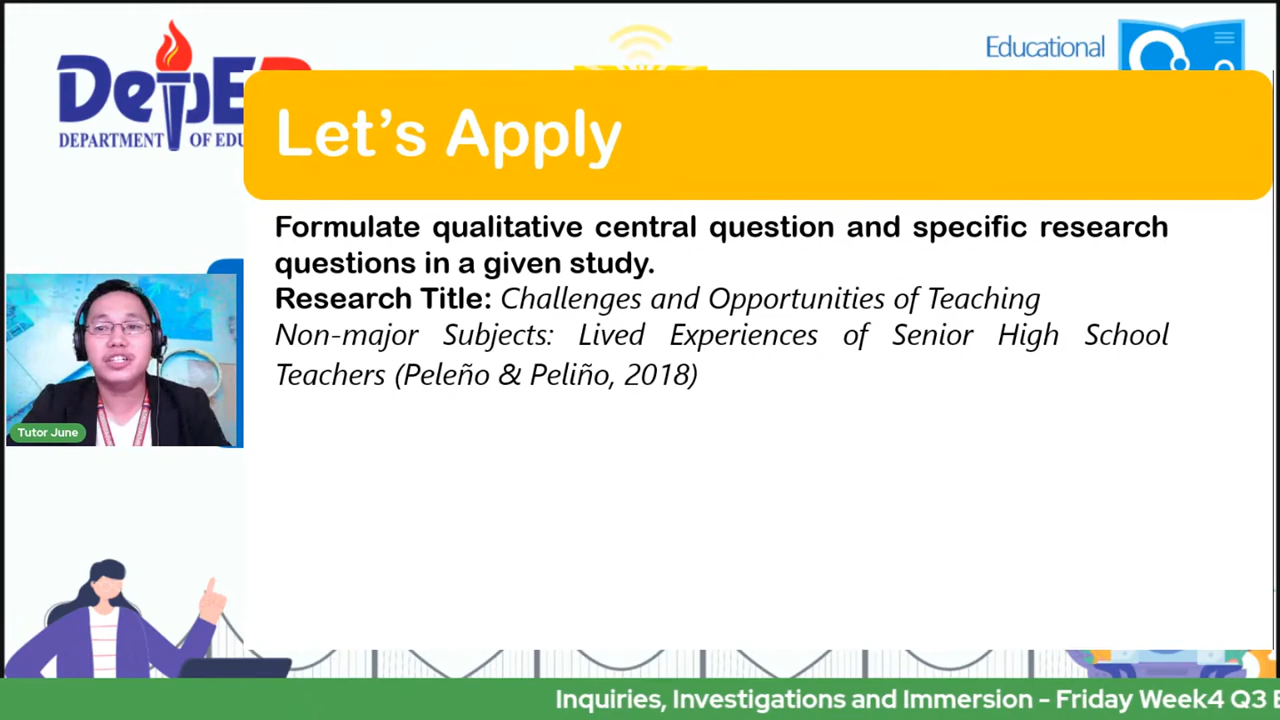 DepED
DEPARTMENT OF EDU
Educational
Let's Apply
Formulate qualitative central question and specific research
questions in a given study.
Research Title: Challenges and Opportunities of Teaching
Non-major Subjects: Lived Experiences of Senior High School
Teachers (Peleño & Peliño, 2018)
Tutor June
Inquiries, Investigations and Immersion - Friday Week4 Q3 E